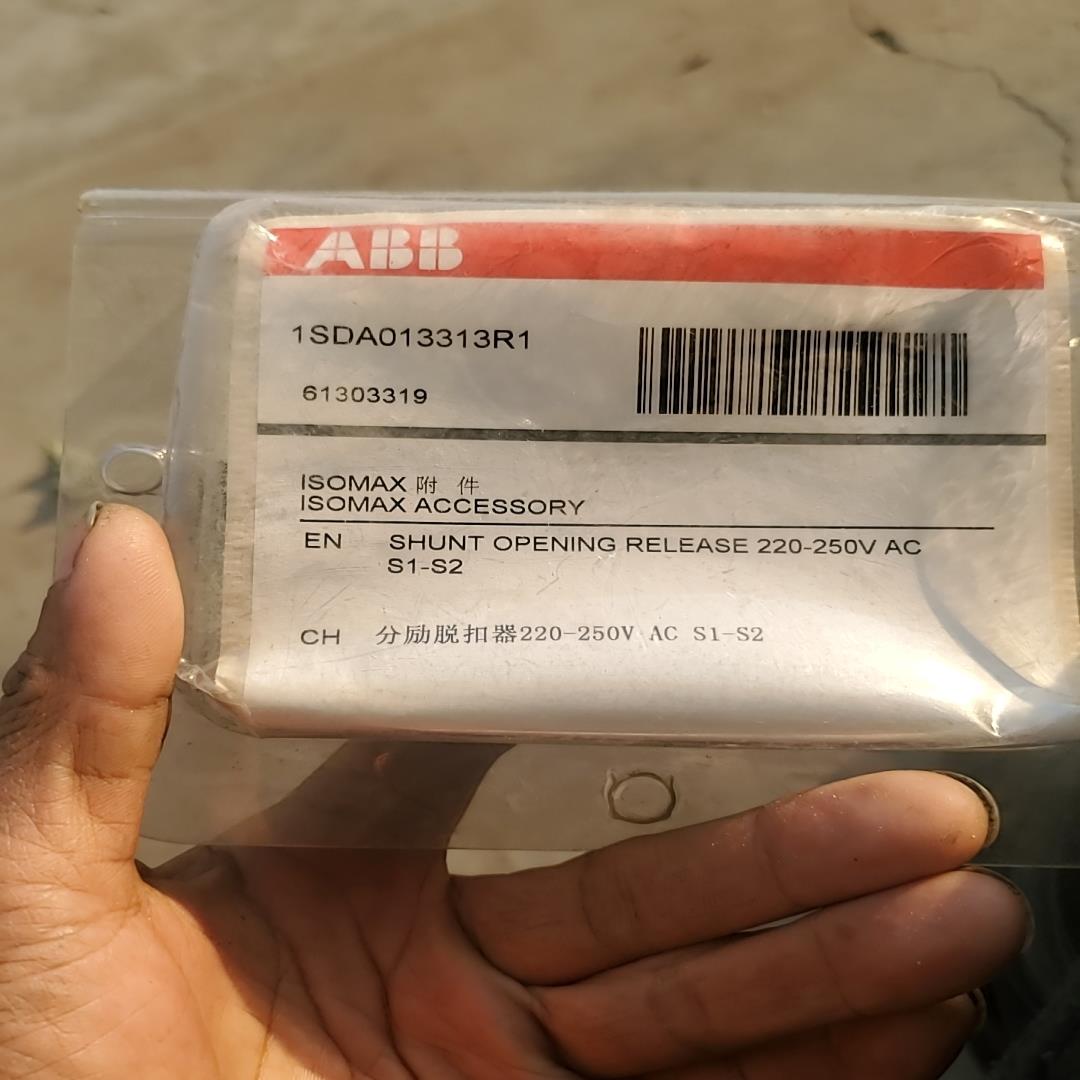 ABB
1SDA013313R1
61303319
ISOMAX 附 件
ISOMAX ACCESSORY
EN SHUNT OPENING RELEASE 220-250V AC
S1-S2
CH 分励脱扣器220-250V AC S1-S2